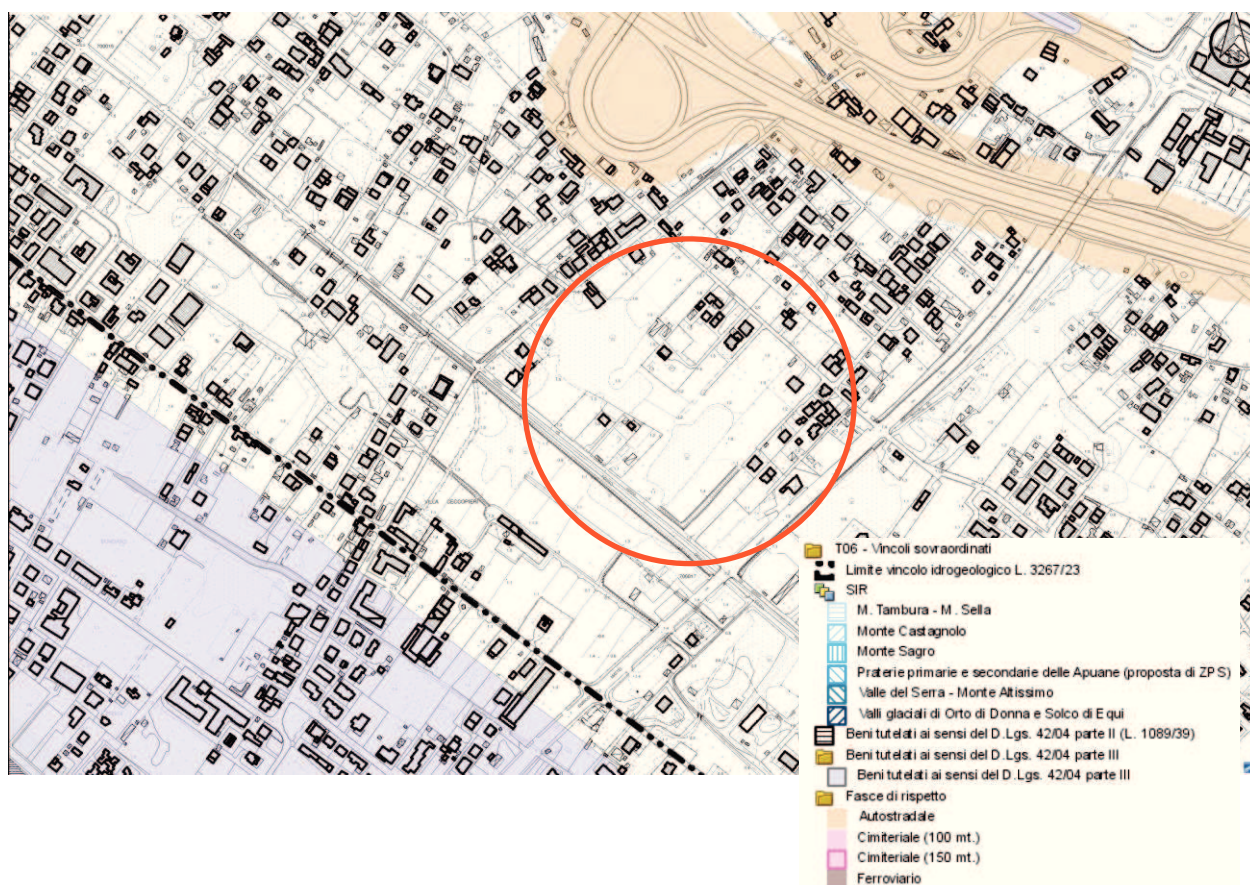 VILLA CECCOPIERI
T06 - Vincoli sovraordinati
Limite vincolo idrogeologico L. 3267/23
SIR
M. Tambura - M. Sella
Monte Castagnolo
Monte Sagro
Praterie primarie e secondarie delle Apuane (proposta di ZPS)
Valle del Serra - Monte Altissimo
Valli glaciali di Orto di Donna e Solco di Equi
Beni tutelati ai sensi del D.Lgs. 42/04 parte II (L. 1089/39)
Beni tutelati ai sensi del D.Lgs. 42/04 parte III
Beni tutelati ai sensi del D.Lgs. 42/04 parte III
Fasce di rispetto
Autostradale
Cimiteriale (100 mt.)
Cimiteriale (150 mt.)
Ferroviario